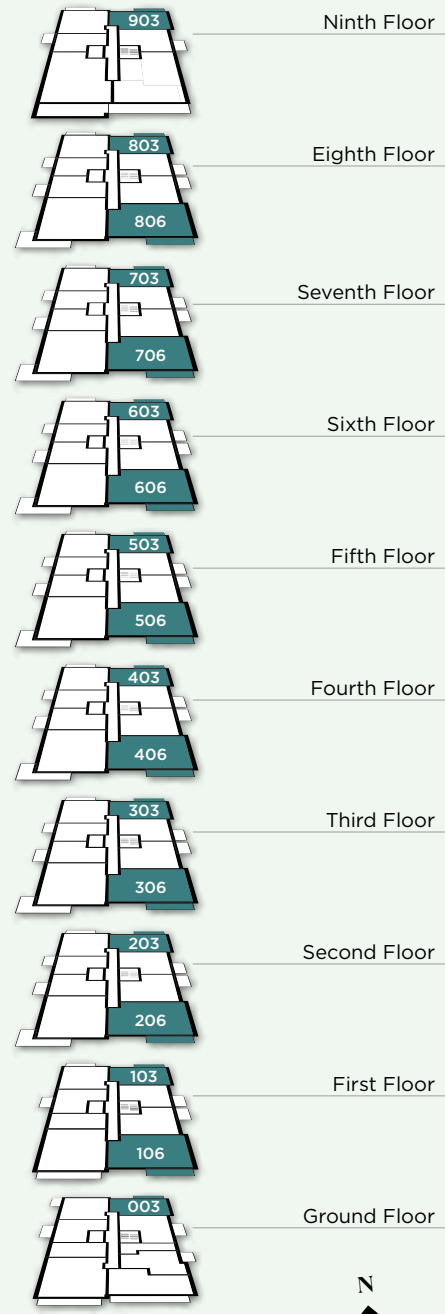 903
Ninth Floor
803
Eighth Floor
806
703
Seventh Floor
706
603
Sixth Floor
606
503
Fifth Floor
506
403
Fourth Floor
406
303
Third Floor
306
203
Second Floor
206
103
First Floor
106
003
Ground Floor
N